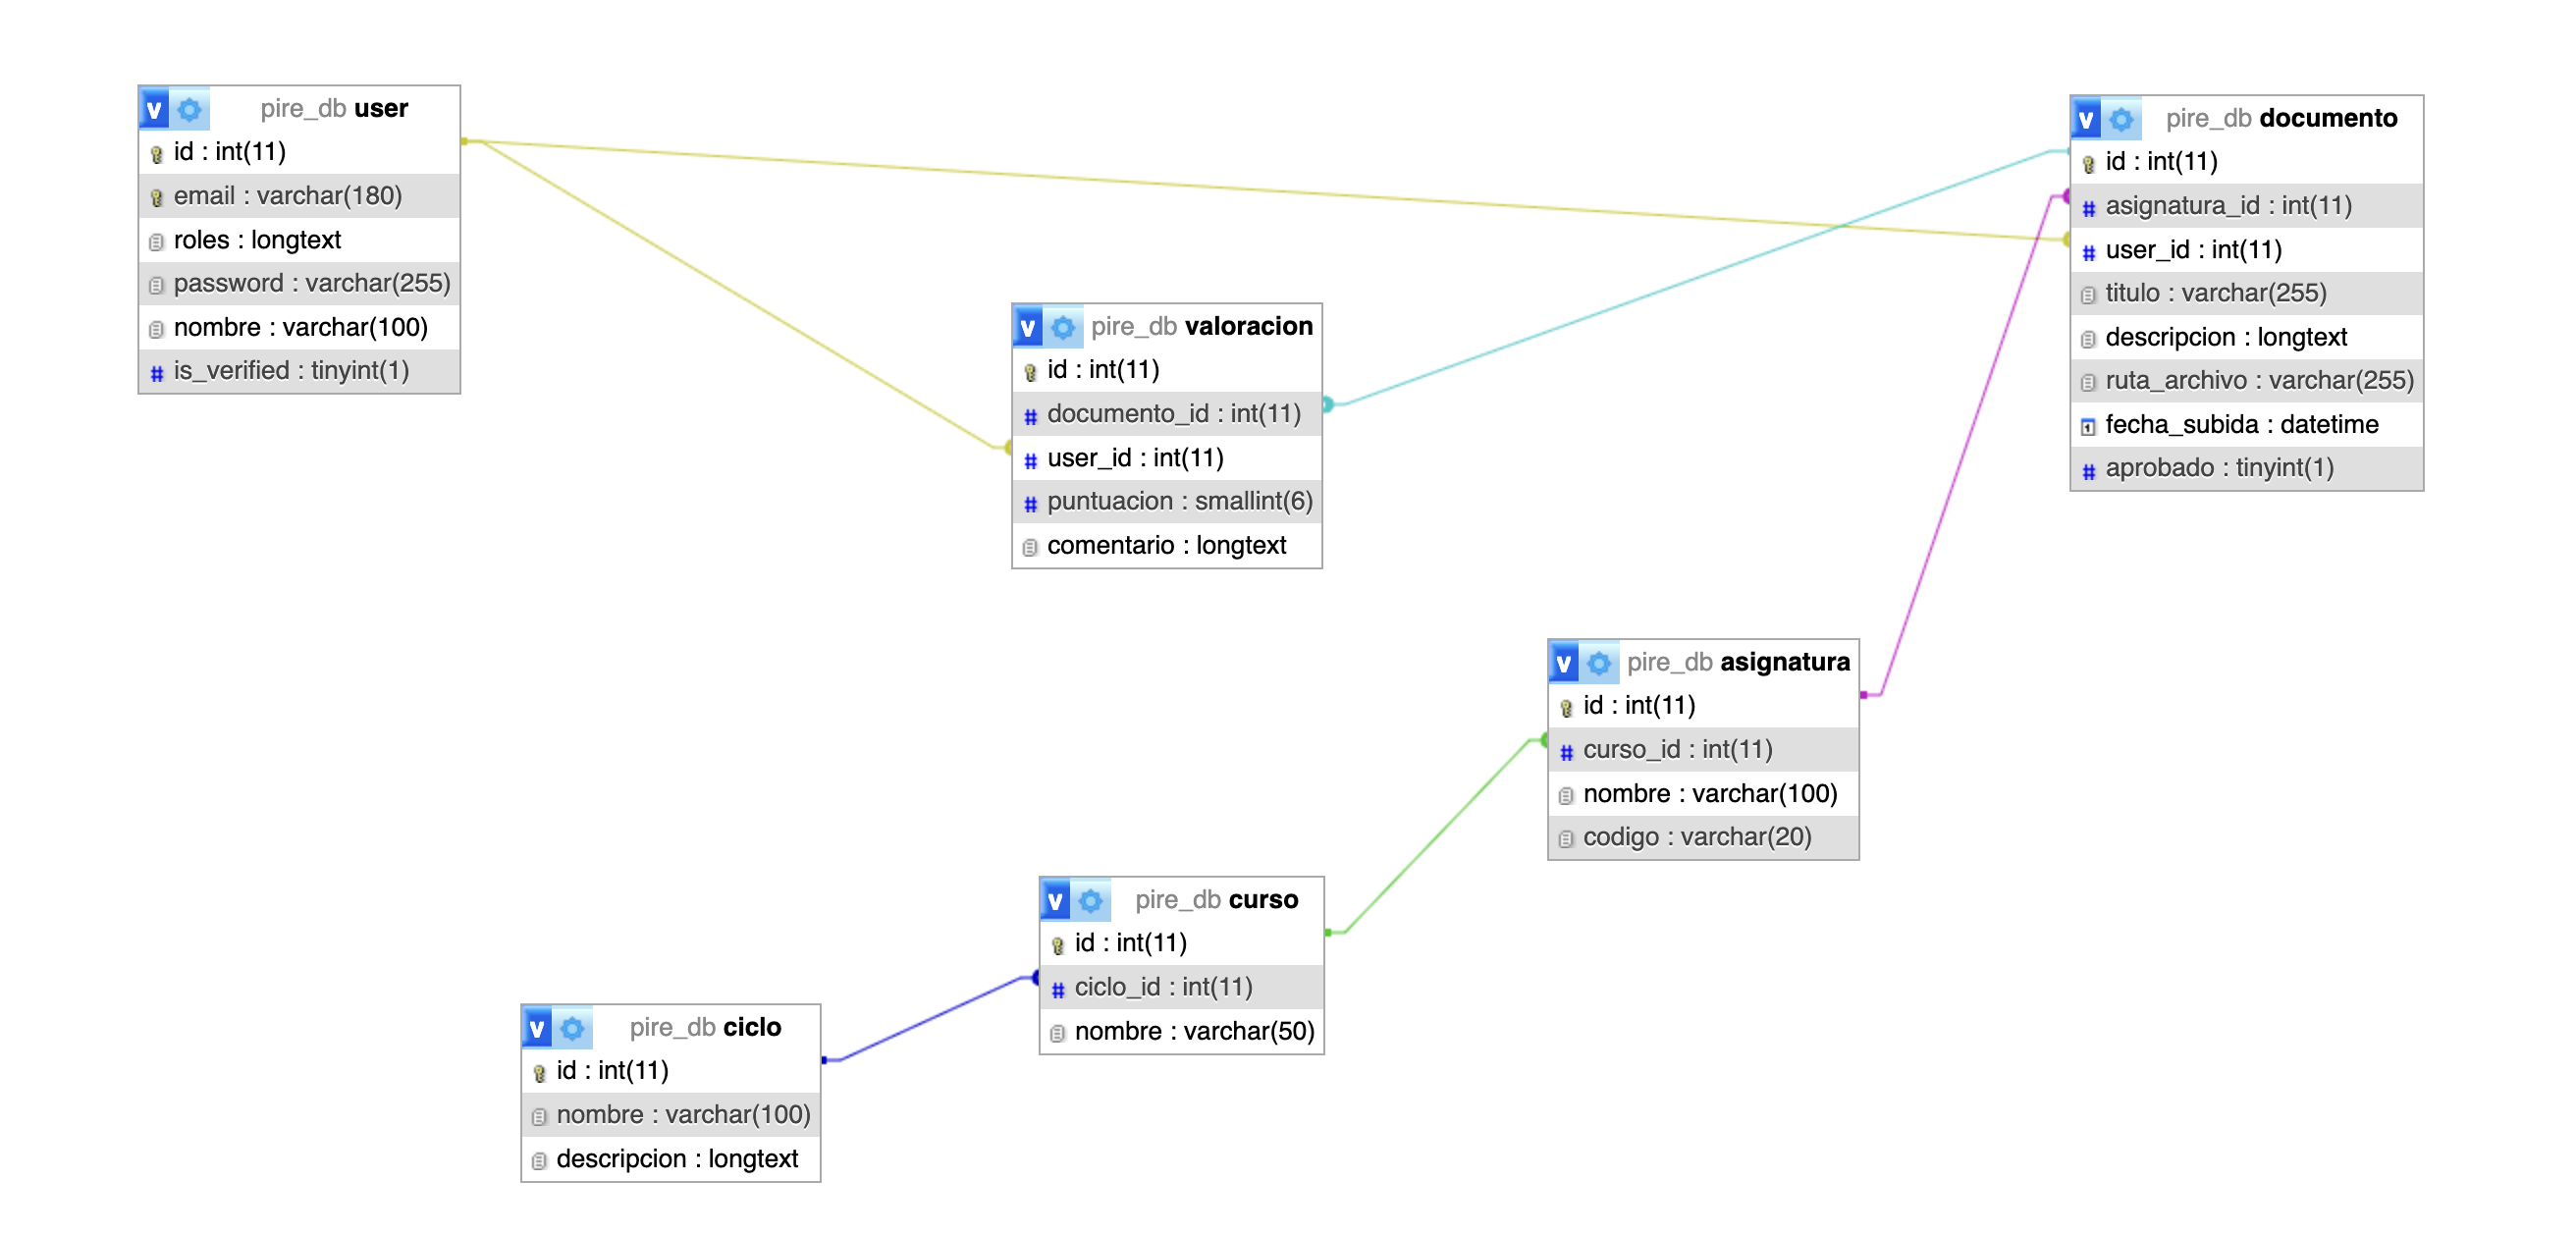 v pire_db user
id : int(11)
email : varchar(180)
roles : longtext
password : varchar(255)
nombre : varchar(100)
# is_verified : tinyint(1)
v pire_db documento
id : int(11)
# asignatura_id : int(11)
# user_id : int(11)
titulo : varchar(255)
descripcion : longtext
ruta_archivo : varchar(255)
fecha_subida : datetime
# aprobado : tinyint(1)
v pire_db valoracion
id : int(11)
# documento_id : int(11)
# user_id : int(11)
# puntuacion : smallint(6)
comentario : longtext
v pire_db asignatura
id : int(11)
# curso_id : int(11)
nombre : varchar(100)
codigo : varchar(20)
v pire_db curso
id : int(11)
# ciclo_id : int(11)
nombre : varchar(50)
v pire_db ciclo
id : int(11)
nombre : varchar(100)
descripcion : longtext